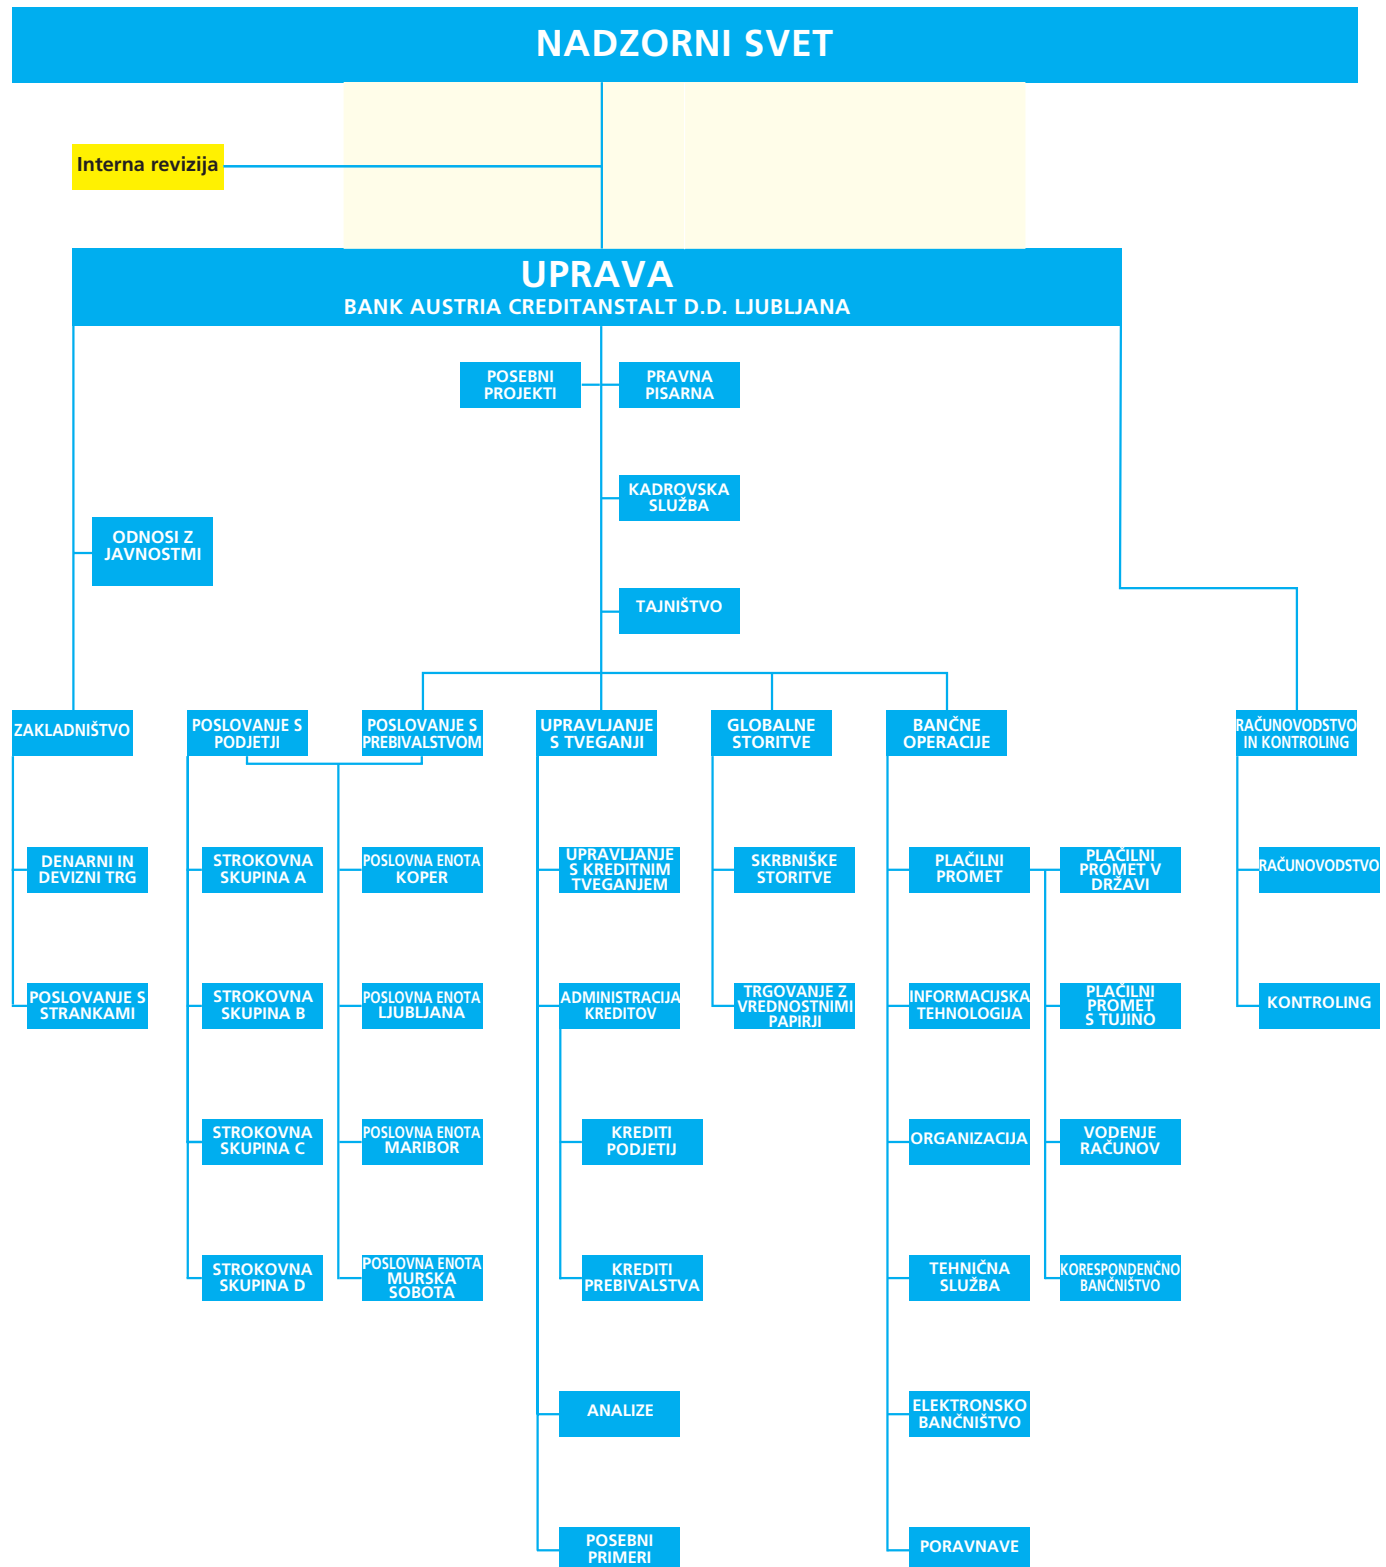 NADZORNI SVET
Interna revizija
UPRAVA
BANK AUSTRIA CREDITANSTALT D.D. LJUBLJANA
POSEBNI
PROJEKTI
PRAVNA
PISARNA
KADROVSKA
SLUŽBA
ODNOSI Z
JAVNOSTMI
TAJNIŠTVO
ZAKLADNIŠTVO
POSLOVANJE S
PODJETJI
POSLOVANJE S
PREBIVALSTVOM
UPRAVLJANJE
S TVEGANJI
GLOBALNE
STORITVE
BANČNE
OPERACIJE
RAČUNOVODSTVO
IN KONTROLING
DENARNI IN
DEVIZNI TRG
STROKOVNA
SKUPINA A
POSLOVNA ENOTA
KOPER
UPRAVLJANJE
S KREDITNIM
TVEGANJEM
SKRBNIŠKE
STORITVE
PLAČILNI
PROMET
PLAČILNI
PROMET V
DRŽAVI
RAČUNOVODSTVO
POSLOVANJE S
STRANKAMI
STROKOVNA
SKUPINA B
POSLOVNA ENOTA
LJUBLJANA
ADMINISTRACIJA
KREDITOV
TRGOVANJE Z
VREDNOSTNIMI
PAPIRJI
INFORMACIJSKA
TEHNOLOGIJA
PLAČILNI
PROMET
S TUJINO
KONTROLING
STROKOVNA
SKUPINA C
POSLOVNA ENOTA
MARIBOR
KREDITI
PODJETIJ
ORGANIZACIJA
VODENJE
RAČUNOV
STROKOVNA
SKUPINA D
POSLOVNA ENOTA
MURSKA
SOBOTA
KREDITI
PREBIVALSTVA
TEHNIČNA
SLUŽBA
KORESPONDENČNO
BANČNIŠTVO
ANALIZE
ELEKTRONSKO
BANČNIŠTVO
POSEBNI
PRIMERI
PORAVNAVE